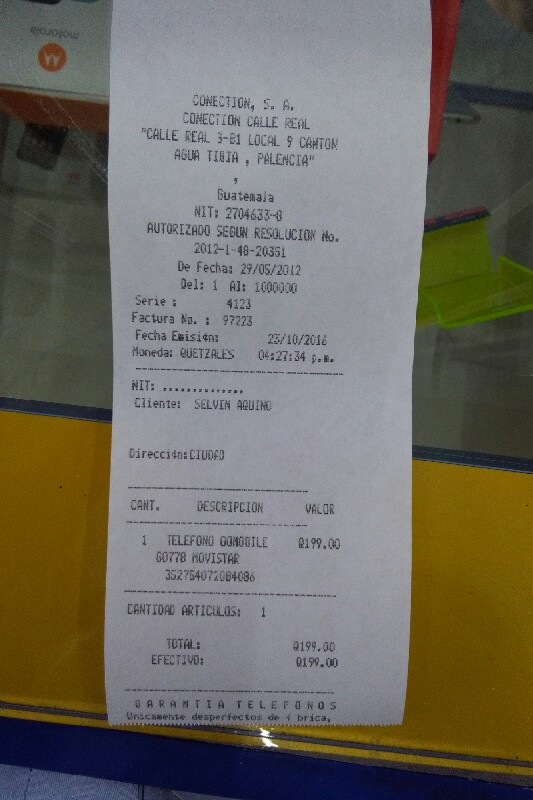 motorola
CONECTION, S. A.
CONECTION CALLE REAL
"CALLE REAL 3-81 LOCAL 9 CANTON
AGUA TIBIA , PALENCIA"
,
Guatemala
NIT: 2704633-0
AUTORIZADO SEGUN RESOLUCION No.
2012-1-48-20351
De Fecha: 29/05/2012
Del: 1 Al: 1000000
Serie : 4123
Factura No. : 97223
Fecha Emisi¢n: 23/10/2016
Moneda: QUETZALES 04:27:34 p.m.
NIT: ..............
Cliente: SELVIN AQUINO
Direcci¢n:CIUDAD
CANT. DESCRIPCION VALOR
1 TELEFONO GOMOBILE Q199.00
GO778 MOVISTAR
352754072084086
CANTIDAD ARTICULOS: 1
TOTAL: Q199.00
EFECTIVO: Q199.00
GARANTIA TELEFONOS
Unicamente desperfectos de f brica,